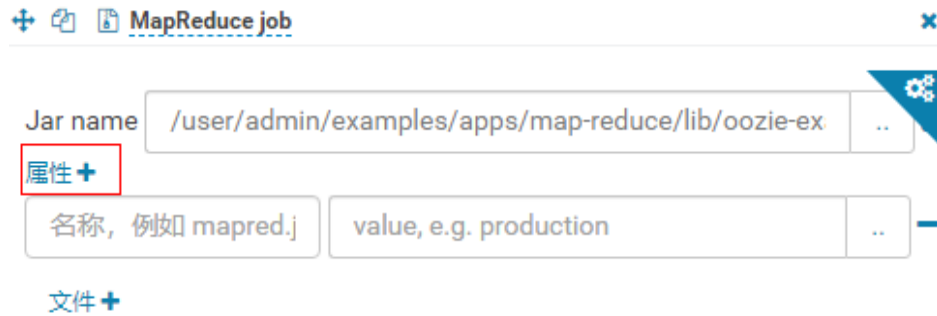 MapReduce job
Jar name /user/admin/examples/apps/map-reduce/lib/oozie-exa ..
属性+
名称，例如 mapred.j value, e.g. production ..
文件+